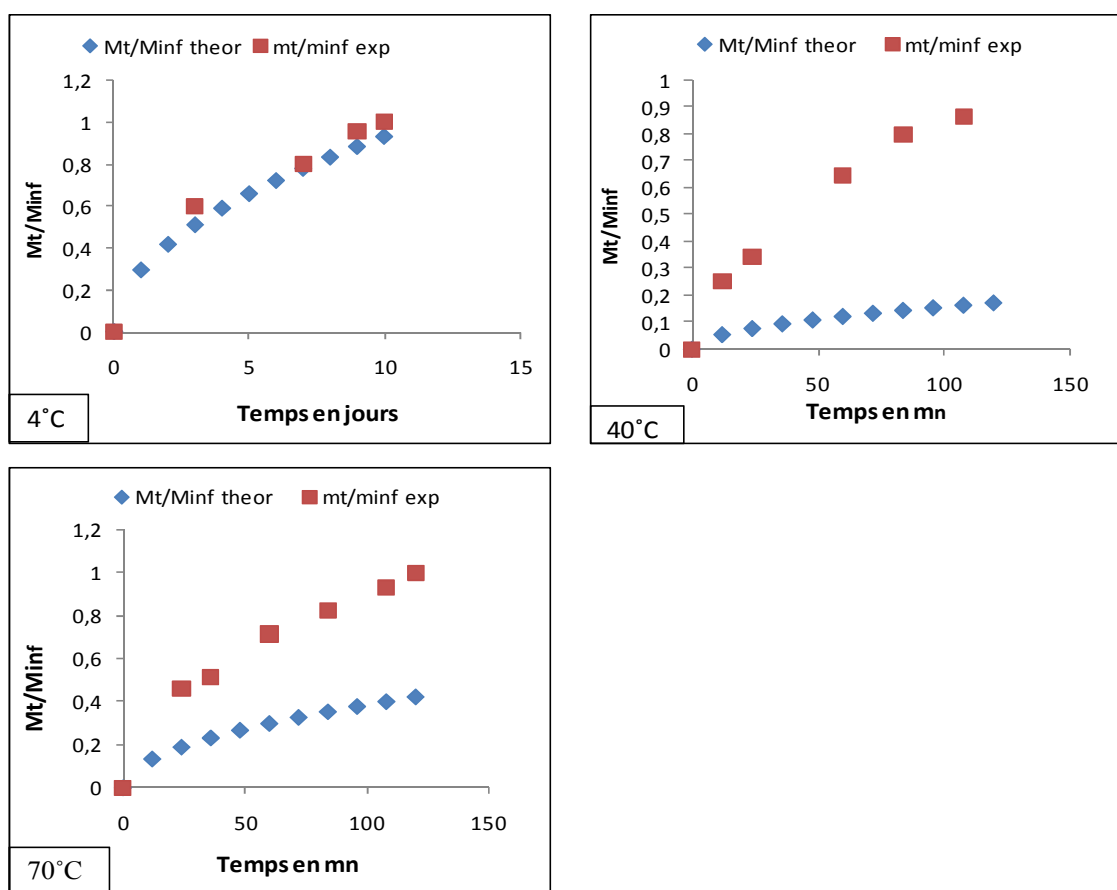 Mt/Minf theor mt/minf exp
1,2
1
0,8
0,6
0,4
0,2
0
Mt/Minf
0 5 10 15
Temps en jours
4°C
Mt/Minf theor mt/minf exp
1
0,9
0,8
0,7
0,6
0,5
0,4
0,3
0,2
0,1
0
Mt/Minf
0 50 100 150
Temps en mn
40°C
Mt/Minf theor mt/minf exp
1,2
1
0,8
0,6
0,4
0,2
0
Mt/Minf
0 50 100 150
Temps en mn
70°C